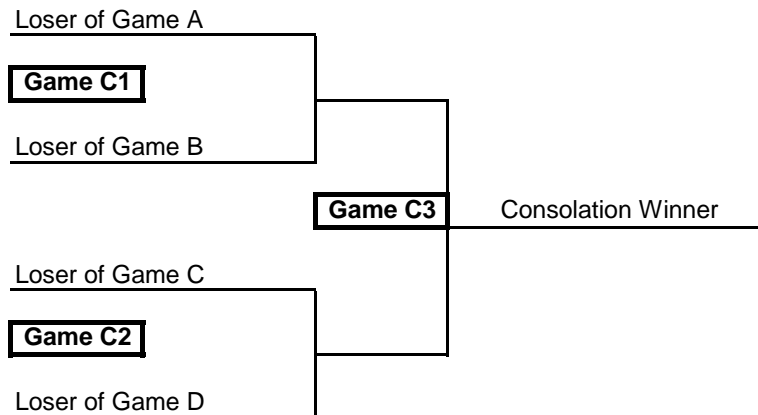 Loser of Game A
Game C1
Loser of Game B
Game C3
Consolation Winner
Loser of Game C
Game C2
Loser of Game D